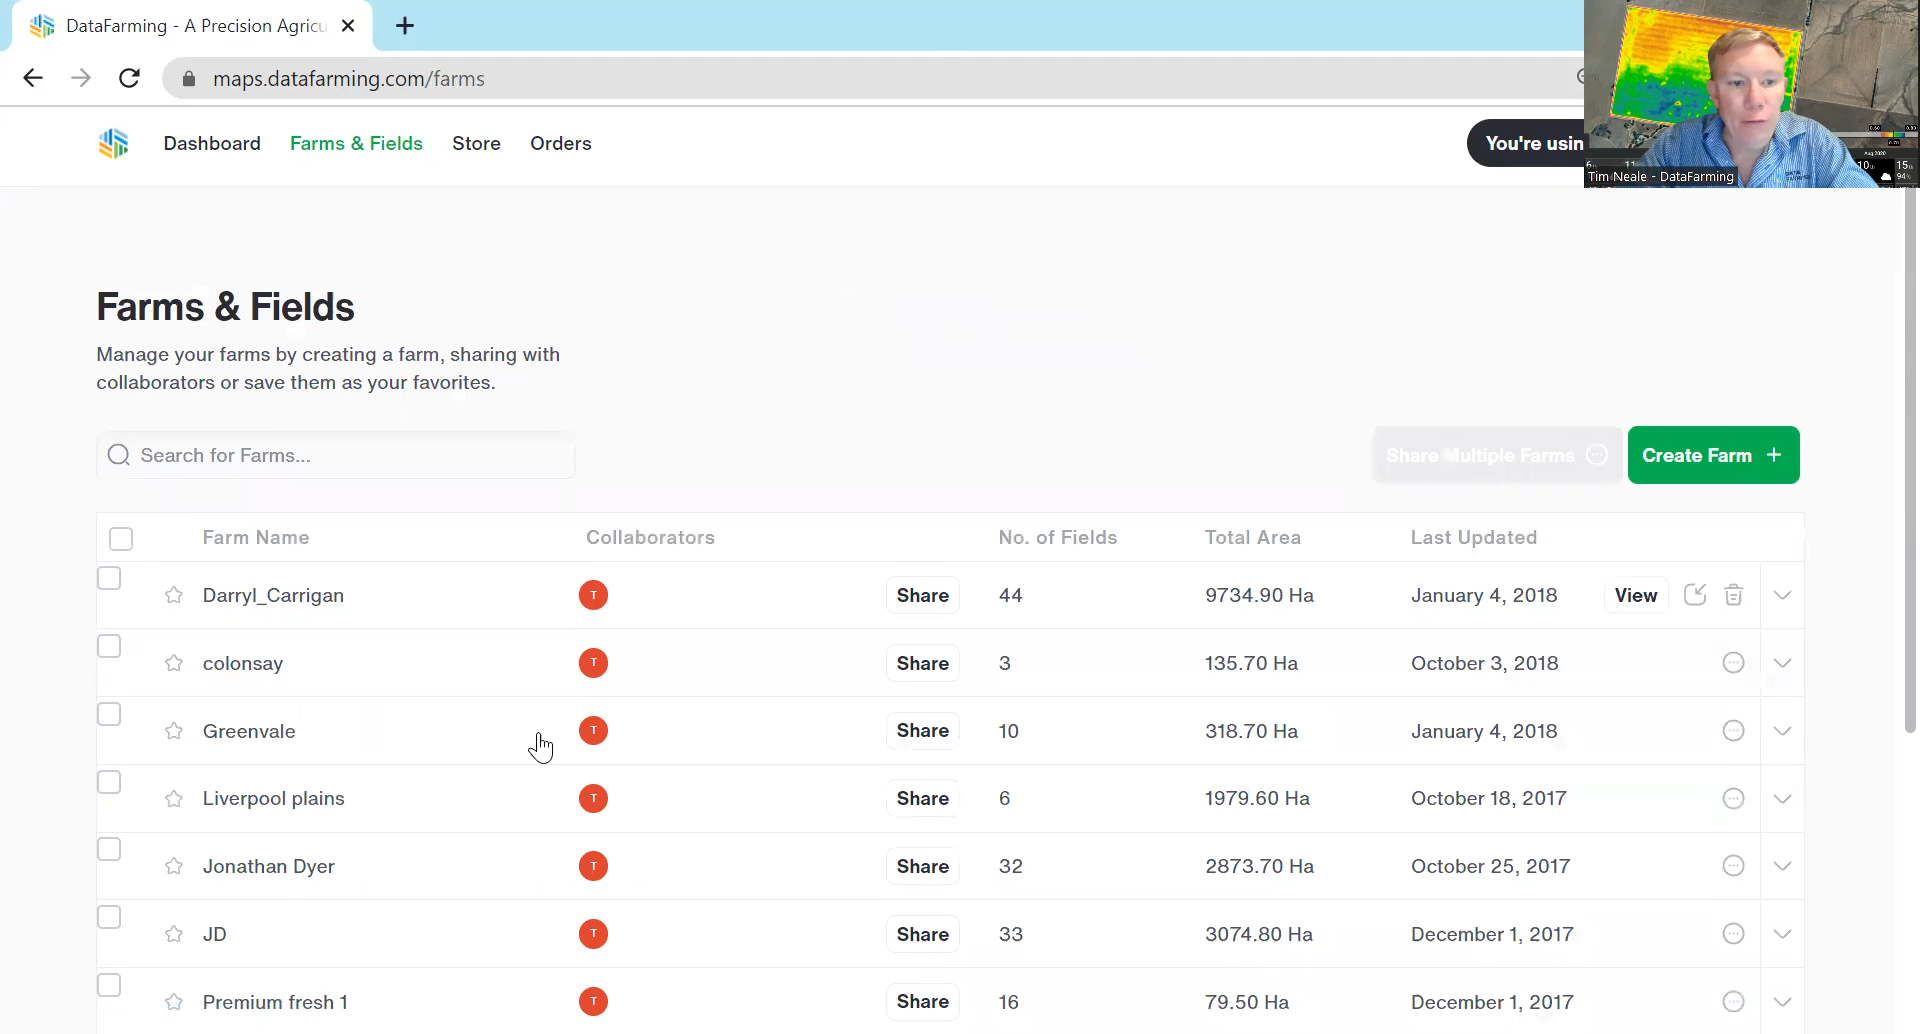 DataFarming - A Precision Agricu
maps.datafarming.com/farms
Dashboard Farms & Fields Store Orders
You're usin
Tim Neale - DataFarming
Farms & Fields
Manage your farms by creating a farm, sharing with
collaborators or save them as your favorites.
Search for Farms...
Share Multiple Farms
Create Farm +
Farm Name Collaborators No. of Fields Total Area Last Updated
Darryl_Carrigan T Share 44 9734.90 Ha January 4, 2018 View
colonsay T Share 3 135.70 Ha October 3, 2018
Greenvale T Share 10 318.70 Ha January 4, 2018
Liverpool plains T Share 6 1979.60 Ha October 18, 2017
Jonathan Dyer T Share 32 2873.70 Ha October 25, 2017
JD T Share 33 3074.80 Ha December 1, 2017
Premium fresh 1 T Share 16 79.50 Ha December 1, 2017